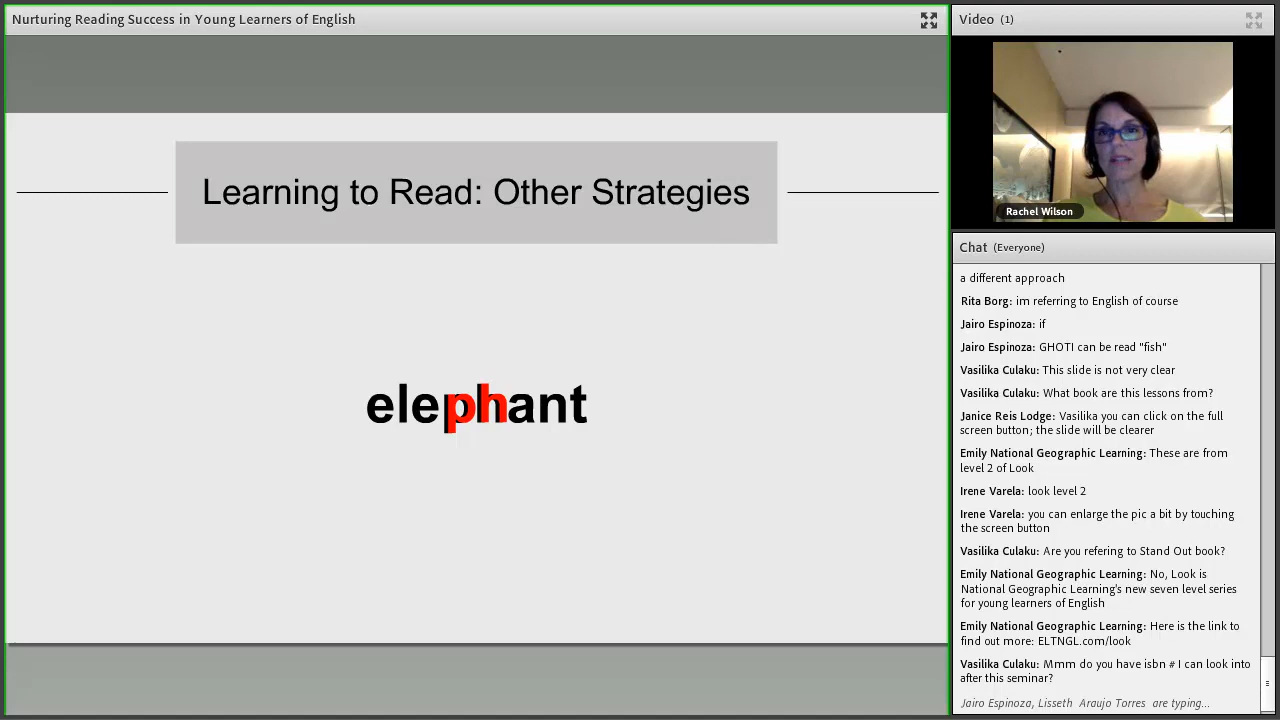 Nurturing Reading Success in Young Learners of English
Learning to Read: Other Strategies
elephant
Video (1)
Rachel Wilson
Chat (Everyone)
a different approach
Rita Borg: im referring to English of course
Jairo Espinoza: if
Jairo Espinoza: GHOTI can be read "fish"
Vasilika Culaku: This slide is not very clear
Vasilika Culaku: What book are this lessons from?
Janice Reis Lodge: Vasilika you can click on the full
screen button; the slide will be clearer
Emily National Geographic Learning: These are from
level 2 of Look
Irene Varela: look level 2
Irene Varela: you can enlarge the pic a bit by touching
the screen button
Vasilika Culaku: Are you refering to Stand Out book?
Emily National Geographic Learning: No, Look is
National Geographic Learning's new seven level series
for young learners of English
Emily National Geographic Learning: Here is the link to
find out more: ELTNGL.com/look
Vasilika Culaku: Mmm do you have isbn # I can look into
after this seminar?
Jairo Espinoza, Lisseth Araujo Torres are typing...